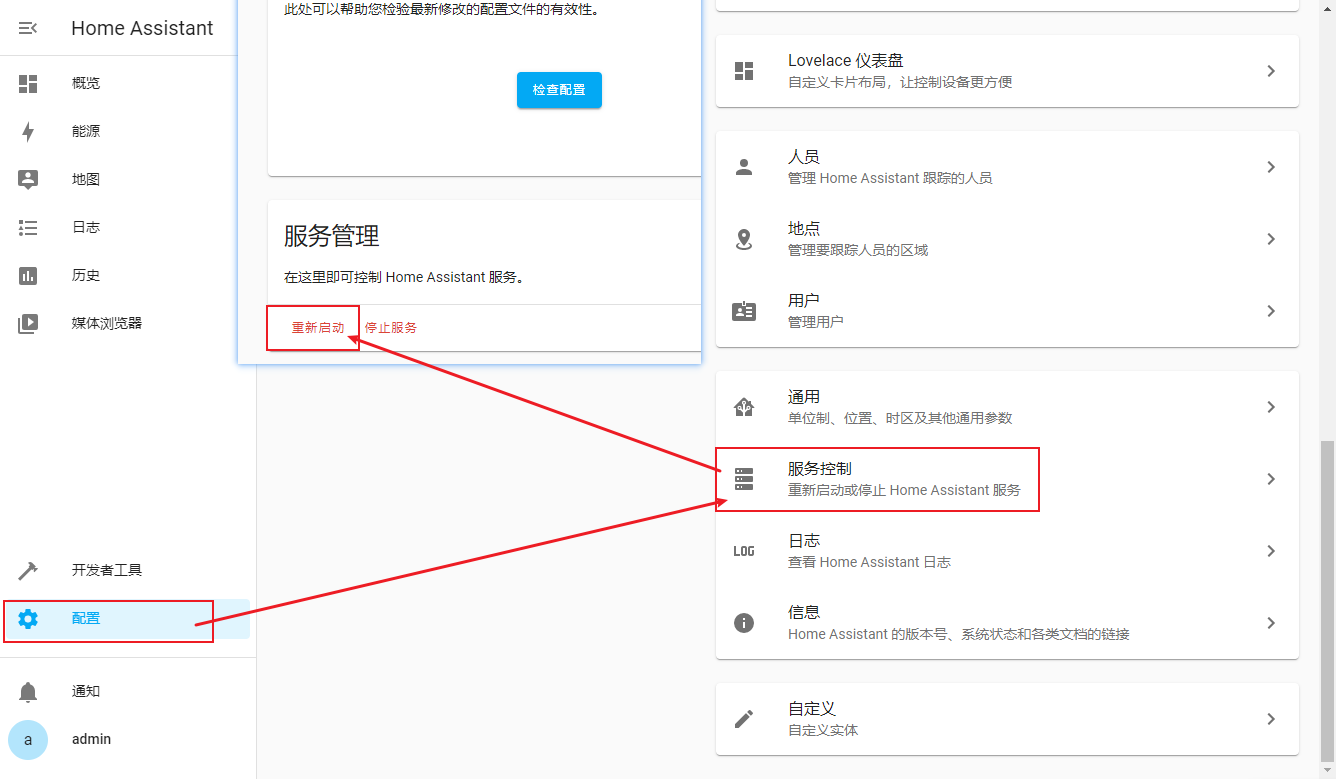 Home Assistant
概览
能源
地图
日志
历史
媒体浏览器
开发者工具
配置
通知
a
admin
此处可以帮助您检验最新修改的配置文件的有效性。
检查配置
服务管理
在这里即可控制 Home Assistant 服务。
重新启动 停止服务
Lovelace 仪表盘
自定义卡片布局，让控制设备更方便
人员
管理 Home Assistant 跟踪的人员
地点
管理要跟踪人员的区域
用户
管理用户
通用
单位制、位置、时区及其他通用参数
服务控制
重新启动或停止 Home Assistant 服务
LOG
日志
查看 Home Assistant 日志
信息
Home Assistant 的版本号、系统状态和各类文档的链接
自定义
自定义实体